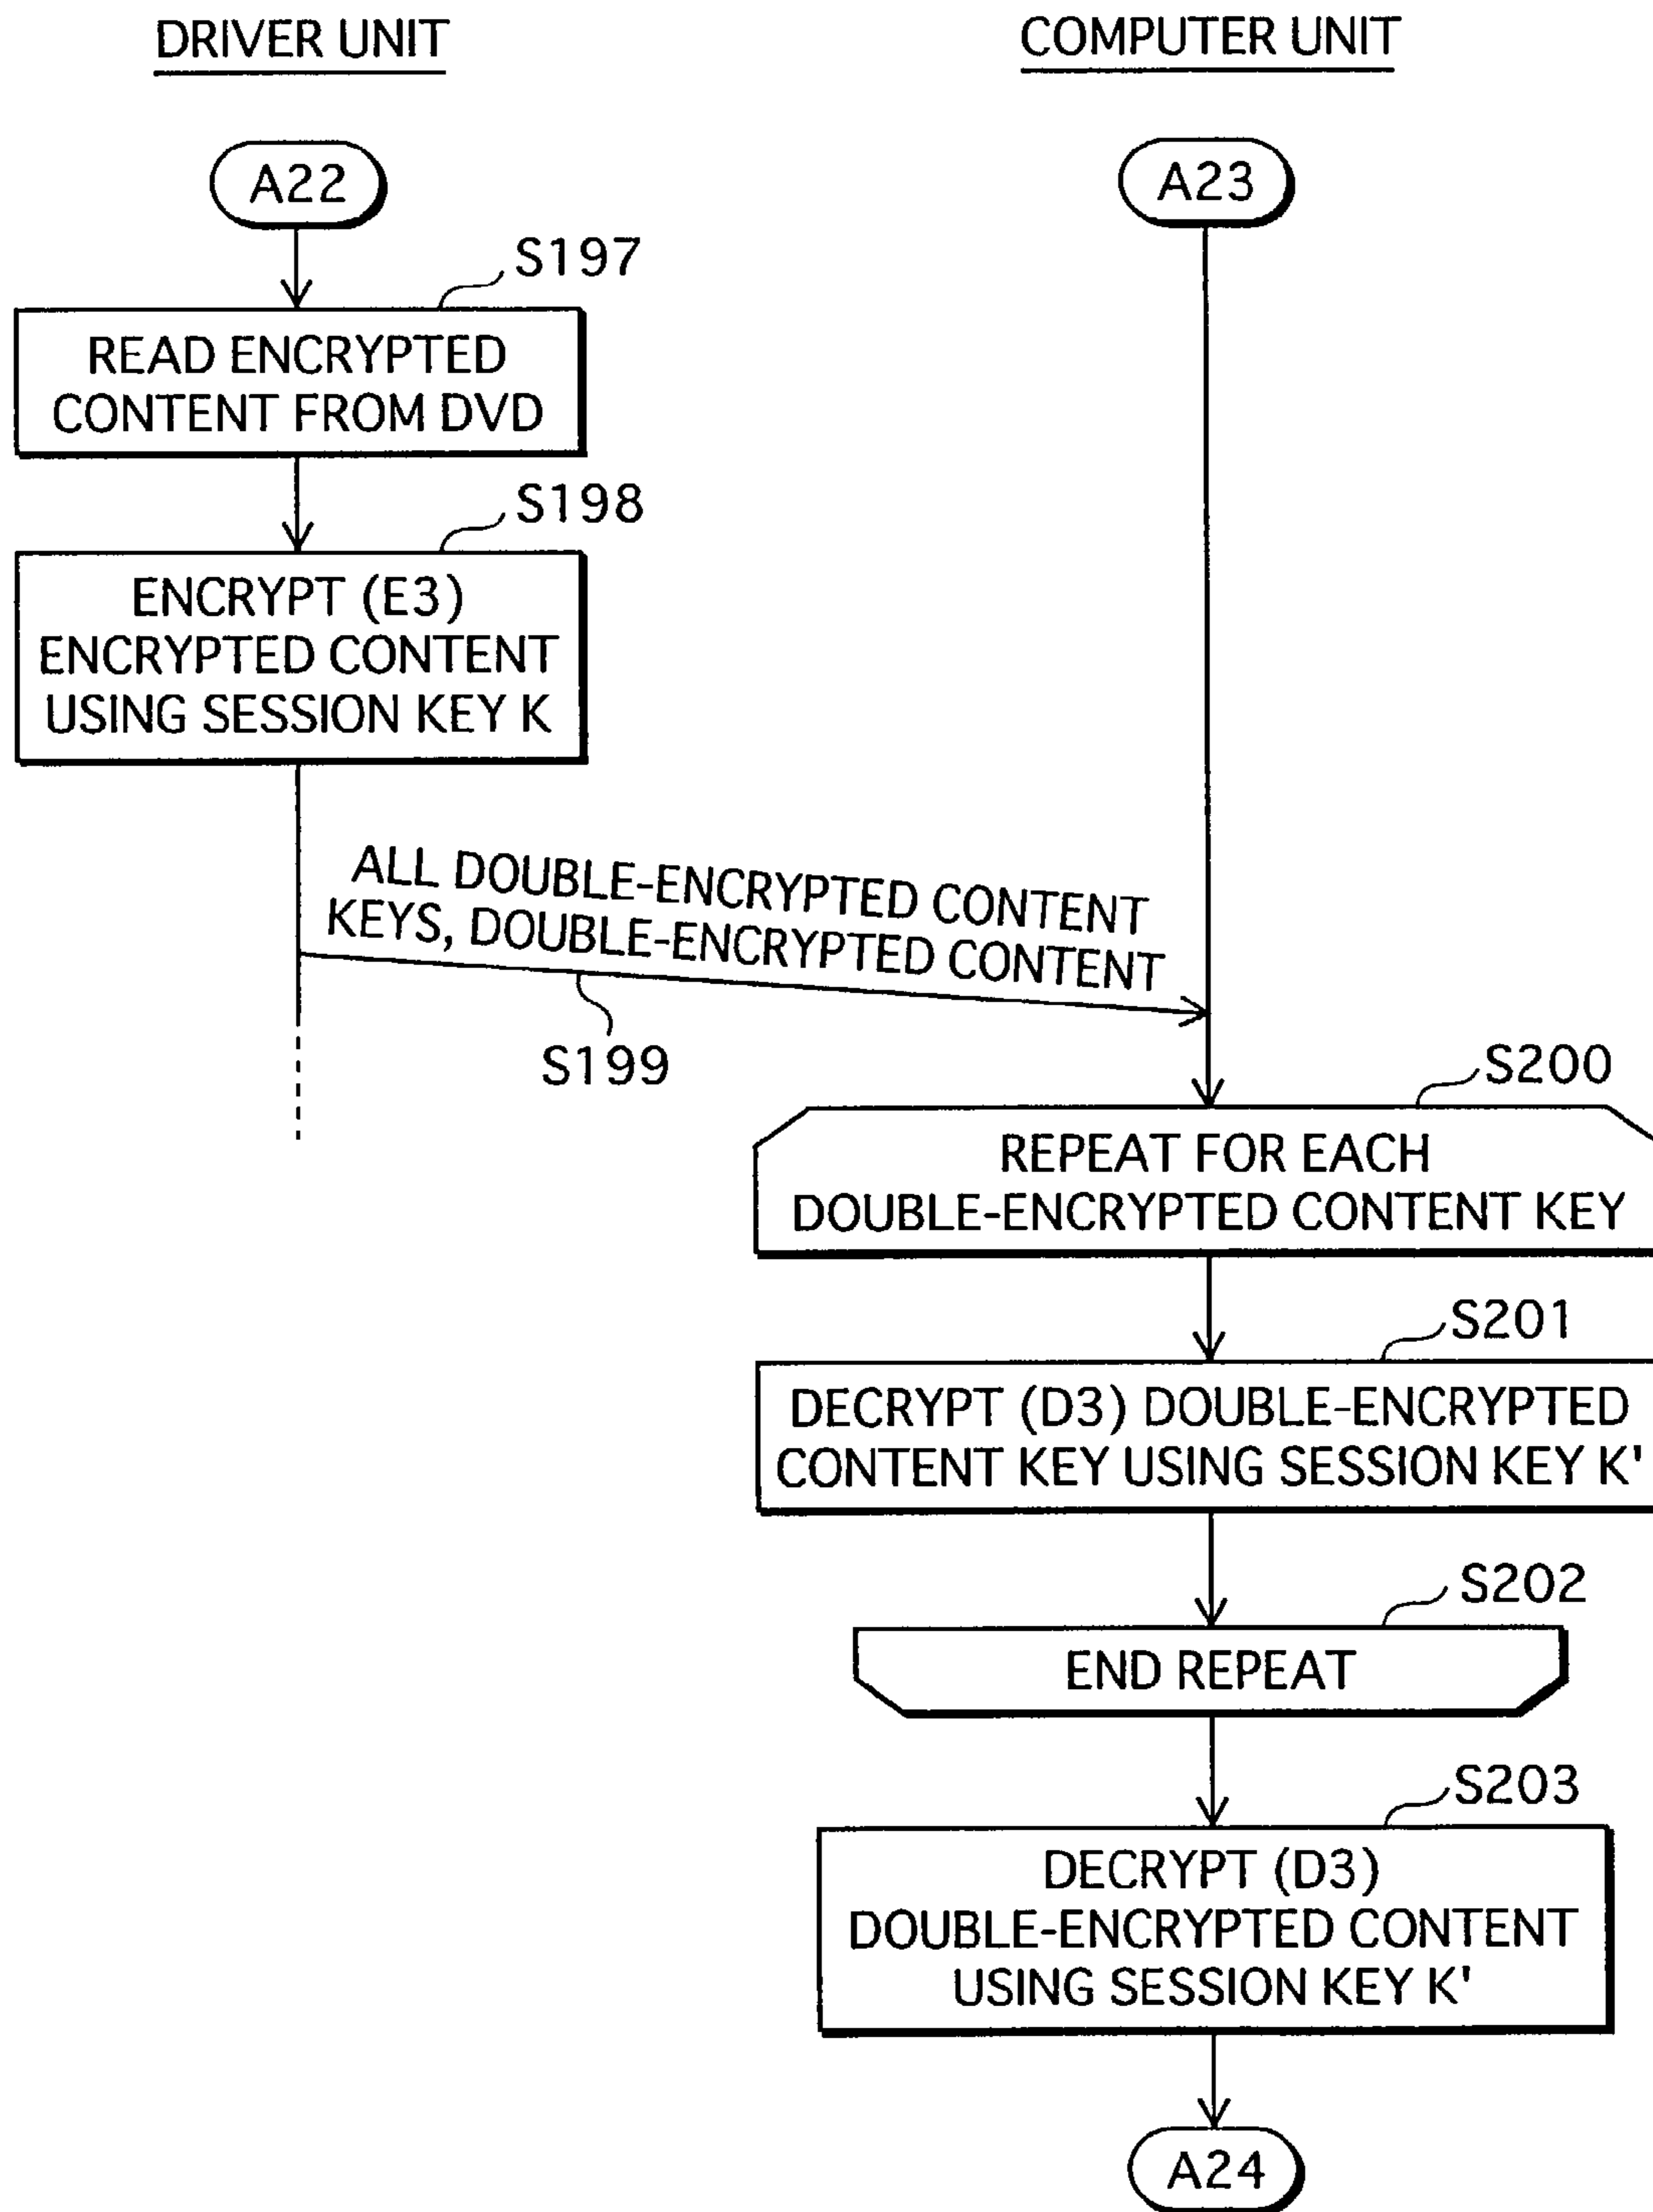 DRIVER UNIT
COMPUTER UNIT
A22
A23
S197
READ ENCRYPTED
CONTENT FROM DVD
S198
ENCRYPT (E3)
ENCRYPTED CONTENT
USING SESSION KEY K
ALL DOUBLE-ENCRYPTED CONTENT
KEYS, DOUBLE-ENCRYPTED CONTENT
S199
S200
REPEAT FOR EACH
DOUBLE-ENCRYPTED CONTENT KEY
S201
DECRYPT (D3) DOUBLE-ENCRYPTED
CONTENT KEY USING SESSION KEY K'
S202
END REPEAT
S203
DECRYPT (D3)
DOUBLE-ENCRYPTED CONTENT
USING SESSION KEY K'
A24